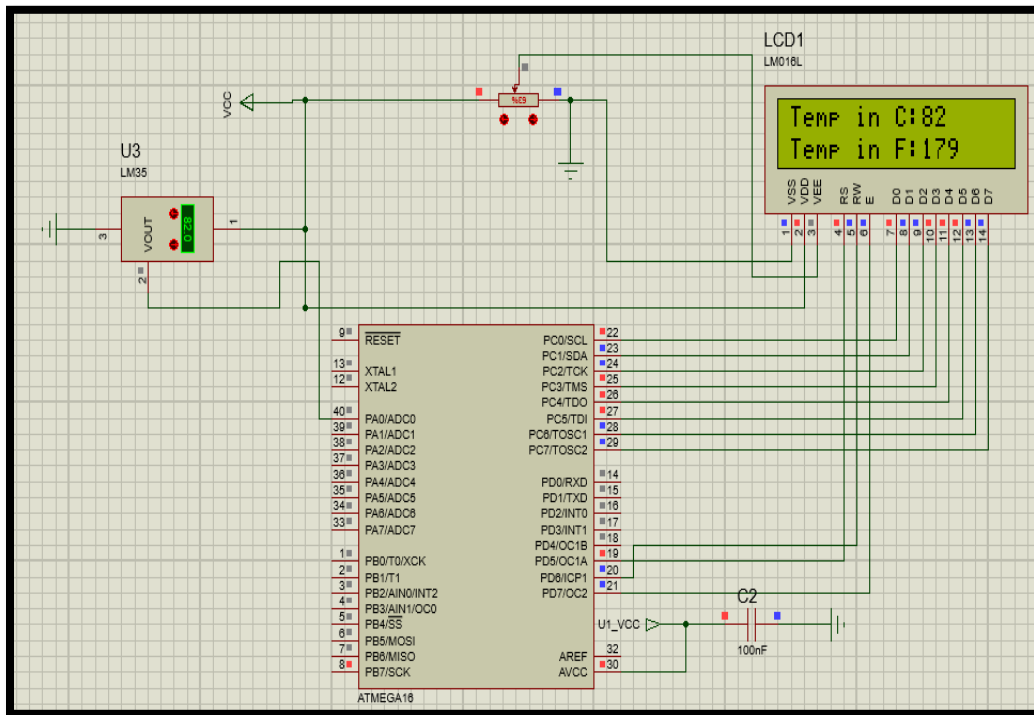 LCD1
LM016L
VCC
63%
Temp in C:82
Temp in F:179
U3
LM35
3
VOUT
82.0
1
2
VSS
VDD
VEE
RS
RW
E
D0
D1
D2
D3
D4
D5
D6
D7
1
2
3
4
5
6
7
8
9
10
11
12
13
14
9 RESET
13 XTAL1
12 XTAL2
40 PA0/ADC0
39 PA1/ADC1
38 PA2/ADC2
37 PA3/ADC3
36 PA4/ADC4
35 PA5/ADC5
34 PA6/ADC6
33 PA7/ADC7
1 PB0/T0/XCK
2 PB1/T1
3 PB2/AIN0/INT2
4 PB3/AIN1/OC0
5 PB4/SS
6 PB5/MOSI
7 PB6/MISO
8 PB7/SCK
PC0/SCL 22
PC1/SDA 23
PC2/TCK 24
PC3/TMS 25
PC4/TDO 26
PC5/TDI 27
PC6/TOSC1 28
PC7/TOSC2 29
PD0/RXD 14
PD1/TXD 15
PD2/INT0 16
PD3/INT1 17
PD4/OC1B 18
PD5/OC1A 19
PD6/ICP1 20
PD7/OC2 21
AREF 32
AVCC 30
ATMEGA16
U1_VCC
C2
100nF